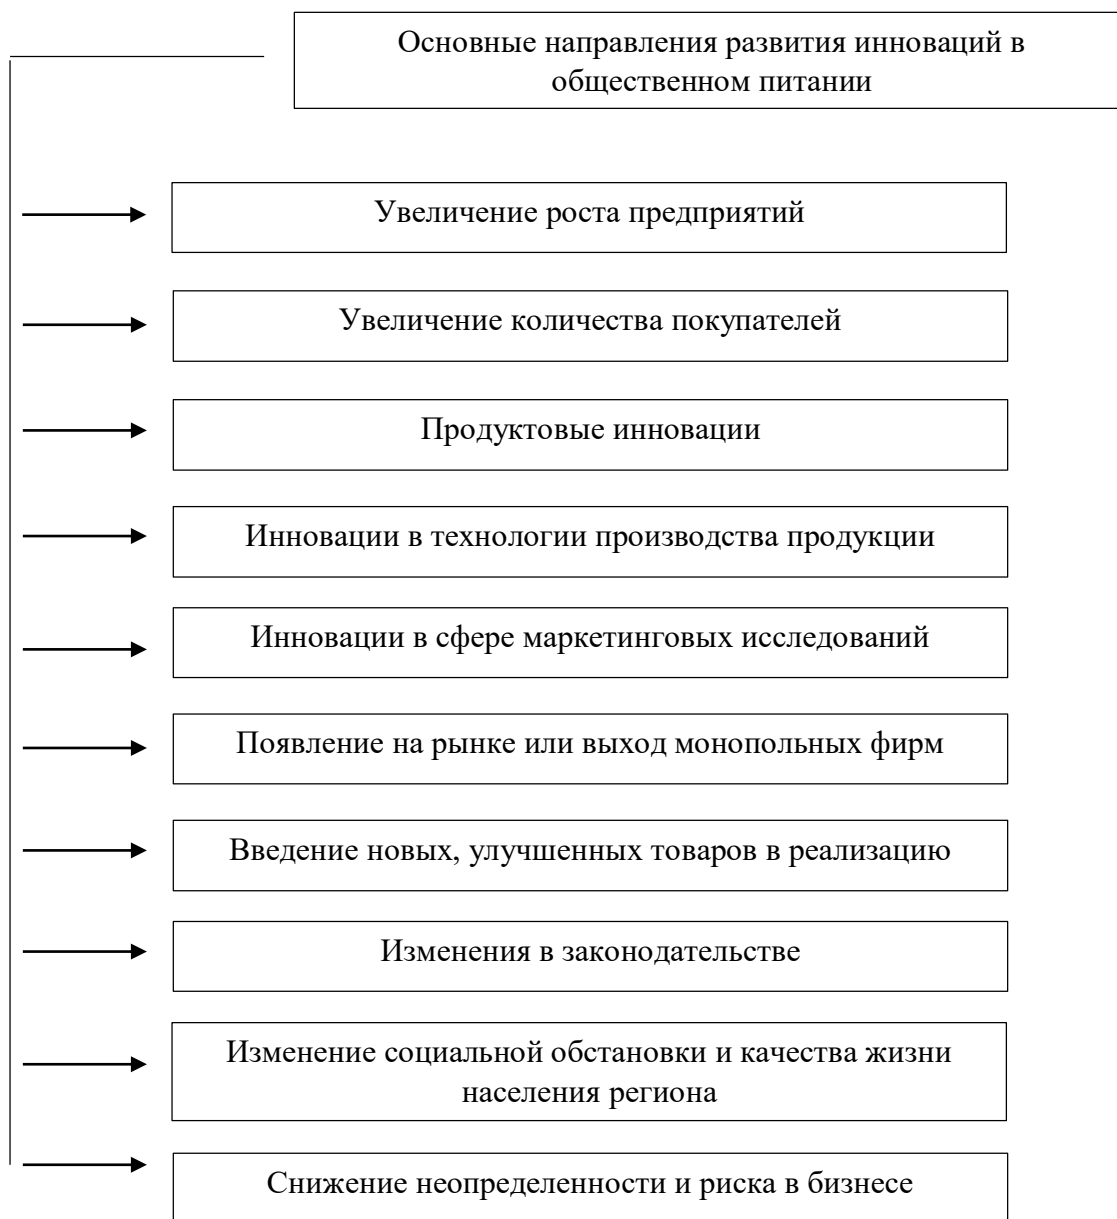 Основные направления развития инноваций в
общественном питании
Увеличение роста предприятий
Увеличение количества покупателей
Продуктовые инновации
Инновации в технологии производства продукции
Инновации в сфере маркетинговых исследований
Появление на рынке или выход монопольных фирм
Введение новых, улучшенных товаров в реализацию
Изменения в законодательстве
Изменение социальной обстановки и качества жизни
населения региона
Снижение неопределенности и риска в бизнесе